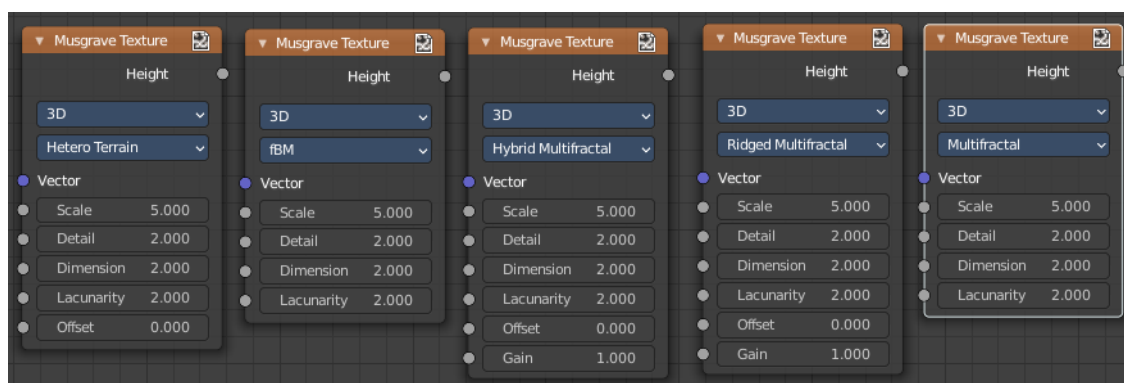 Musgrave Texture
Height
3D
Hetero Terrain
Vector
Scale 5.000
Detail 2.000
Dimension 2.000
Lacunarity 2.000
Offset 0.000
Musgrave Texture
Height
3D
fBM
Vector
Scale 5.000
Detail 2.000
Dimension 2.000
Lacunarity 2.000
Musgrave Texture
Height
3D
Hybrid Multifractal
Vector
Scale 5.000
Detail 2.000
Dimension 2.000
Lacunarity 2.000
Offset 0.000
Gain 1.000
Musgrave Texture
Height
3D
Ridged Multifractal
Vector
Scale 5.000
Detail 2.000
Dimension 2.000
Lacunarity 2.000
Offset 0.000
Gain 1.000
Musgrave Texture
Height
3D
Multifractal
Vector
Scale 5.000
Detail 2.000
Dimension 2.000
Lacunarity 2.000